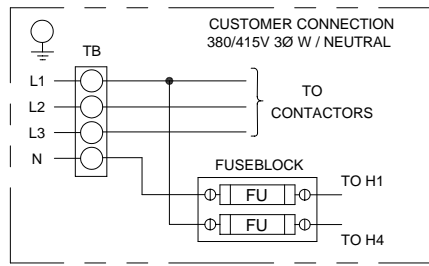 CUSTOMER CONNECTION
380/415V 3Ø W / NEUTRAL
TB
L1
L2
L3
N
TO
CONTACTORS
FUSEBLOCK
FU
TO H1
FU
TO H4